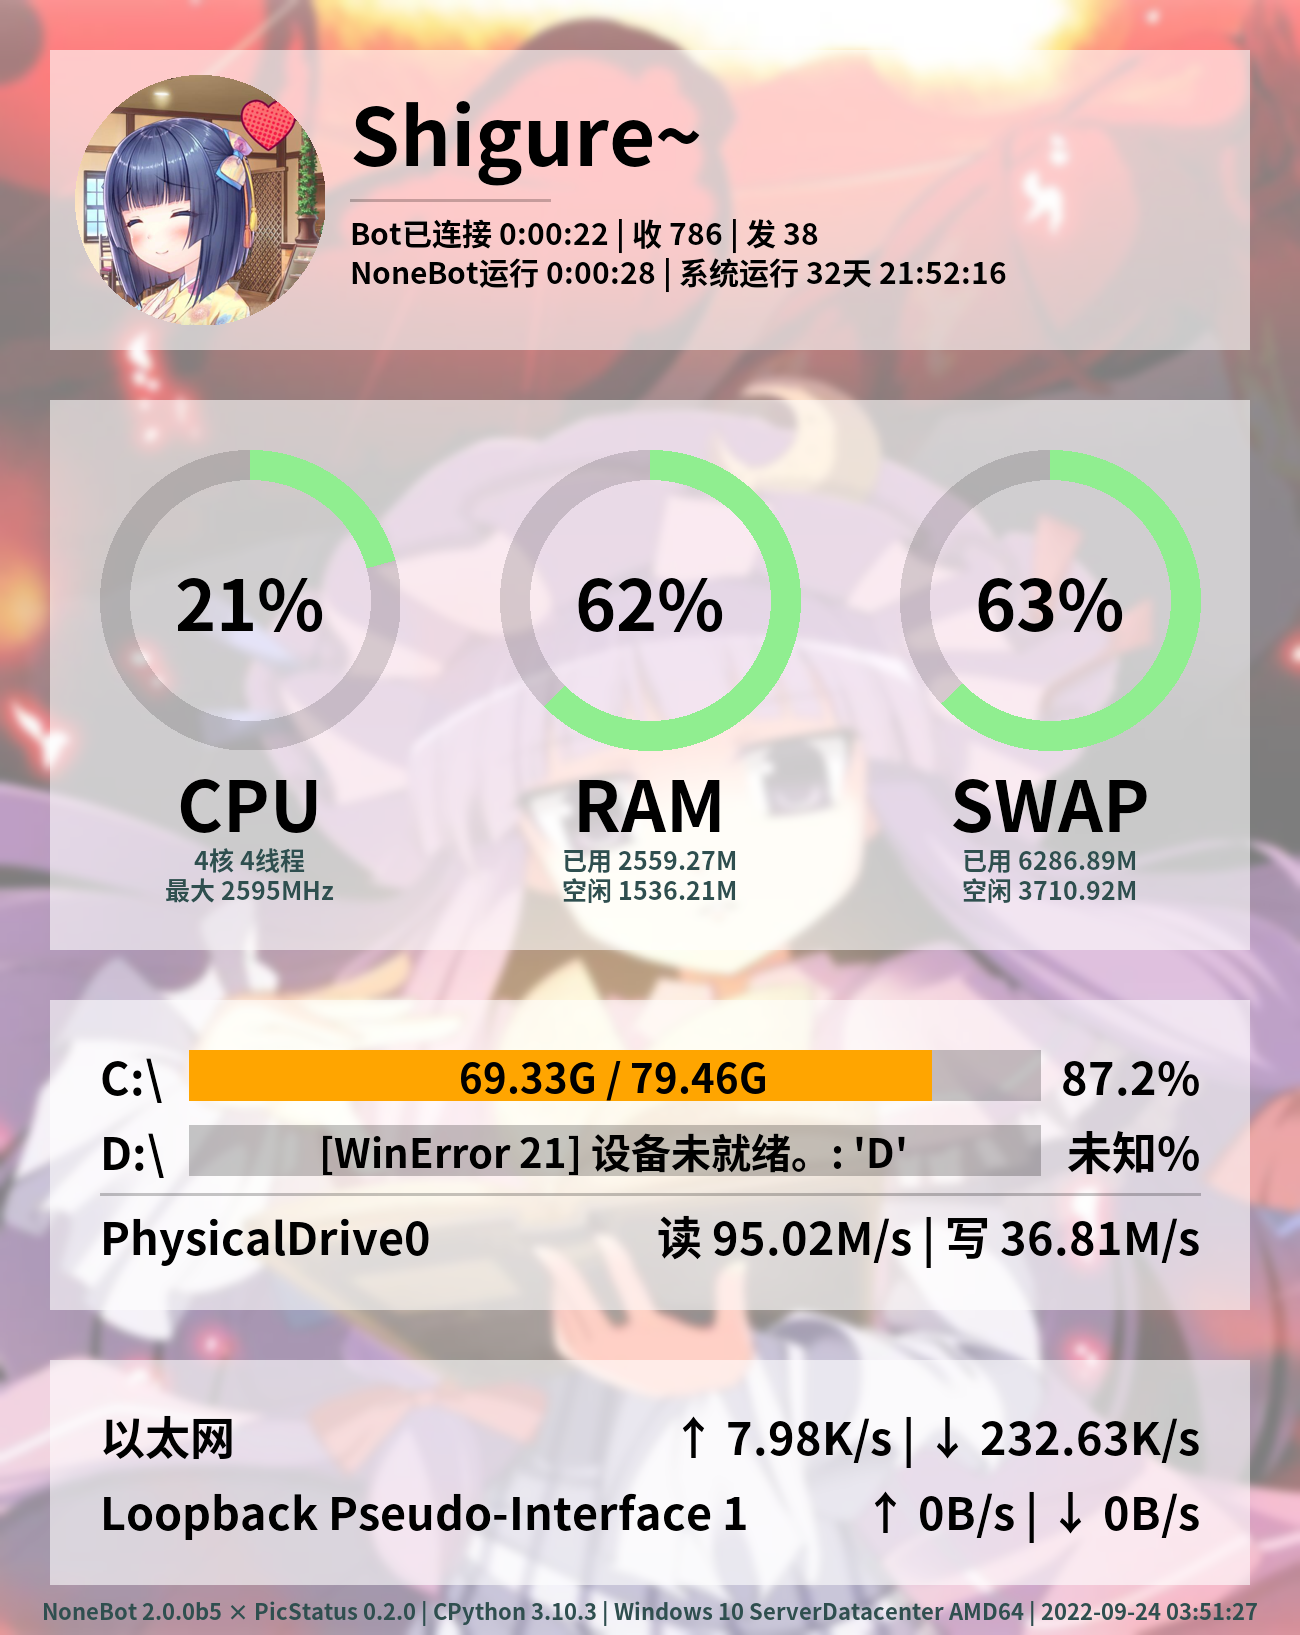 Shigure~
Bot已连接 0:00:22 | 收 786 | 发 38
NoneBot运行 0:00:28 | 系统运行 32天 21:52:16
21%
62%
63%
CPU
RAM
SWAP
4核 4线程
已用 2559.27M
已用 6286.89M
最大 2595MHz
空闲 1536.21M
空闲 3710.92M
C:\ 69.33G / 79.46G 87.2%
D:\ [WinError 21] 设备未就绪。: 'D' 未知%
PhysicalDrive0 读 95.02M/s | 写 36.81M/s
以太网 ↑ 7.98K/s | ↓ 232.63K/s
Loopback Pseudo-Interface 1 ↑ 0B/s | ↓ 0B/s
NoneBot 2.0.0b5 × PicStatus 0.2.0 | CPython 3.10.3 | Windows 10 ServerDatacenter AMD64 | 2022-09-24 03:51:27